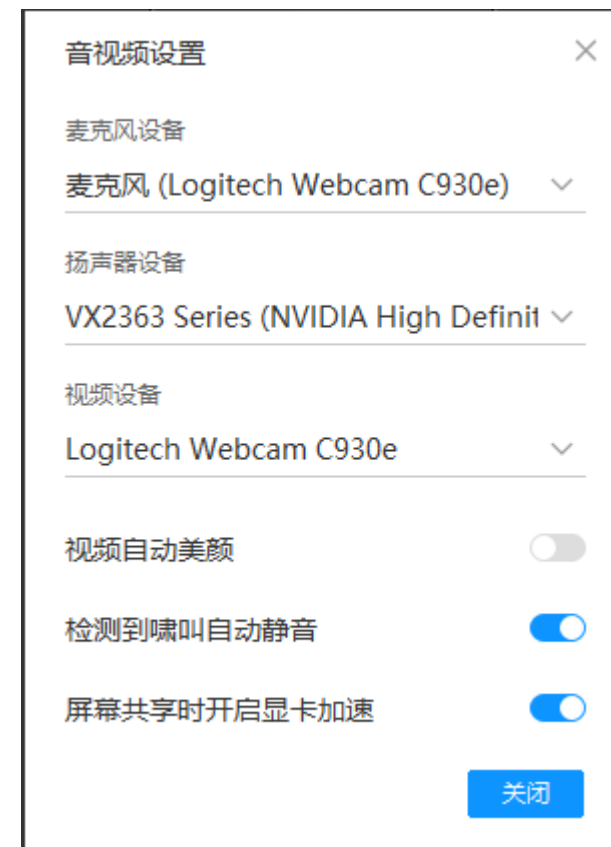 音视频设置
麦克风设备
麦克风 (Logitech Webcam C930e)
扬声器设备
VX2363 Series (NVIDIA High Definit
视频设备
Logitech Webcam C930e
视频自动美颜
检测到啸叫自动静音
屏幕共享时开启显卡加速
关闭